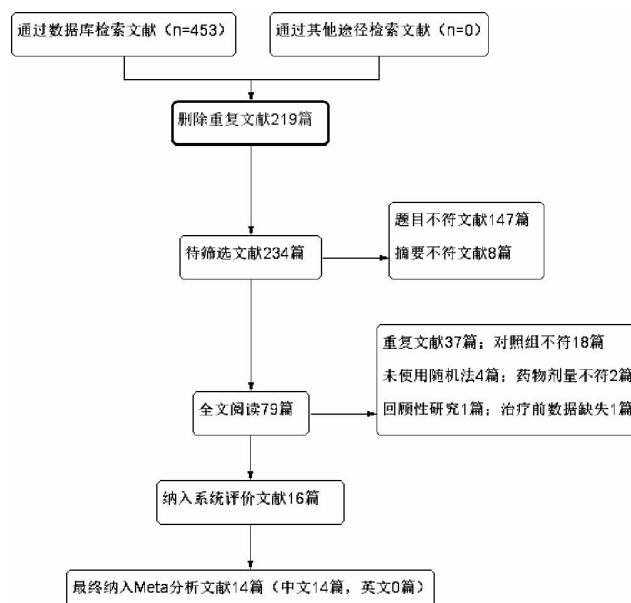 通过数据库检索文献（n=453）
通过其他途径检索文献（n=0）
删除重复文献219篇
待筛选文献234篇
题目不符文献147篇
摘要不符文献8篇
全文阅读79篇
重复文献37篇；对照组不符18篇
未使用随机法4篇；药物剂量不符2篇
回顾性研究1篇；治疗前数据缺失1篇
纳入系统评价文献16篇
最终纳入Meta分析文献14篇（中文14篇，英文0篇）